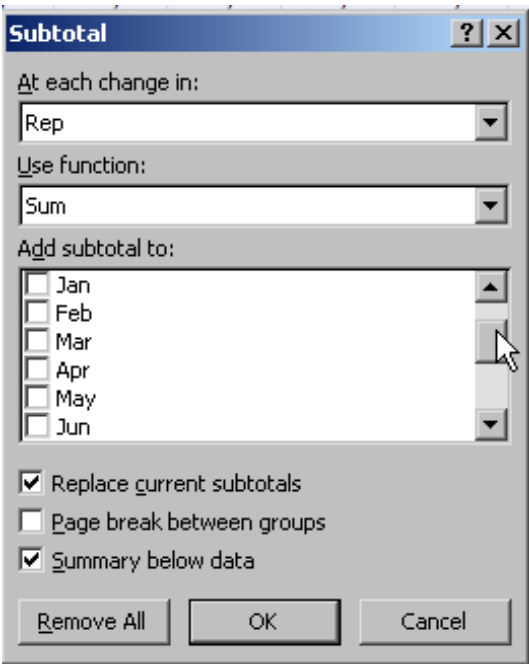 Subtotal
At each change in:
Rep
Use function:
Sum
Add subtotal to:
Jan
Feb
Mar
Apr
May
Jun
Replace current subtotals
Page break between groups
Summary below data
Remove All OK Cancel